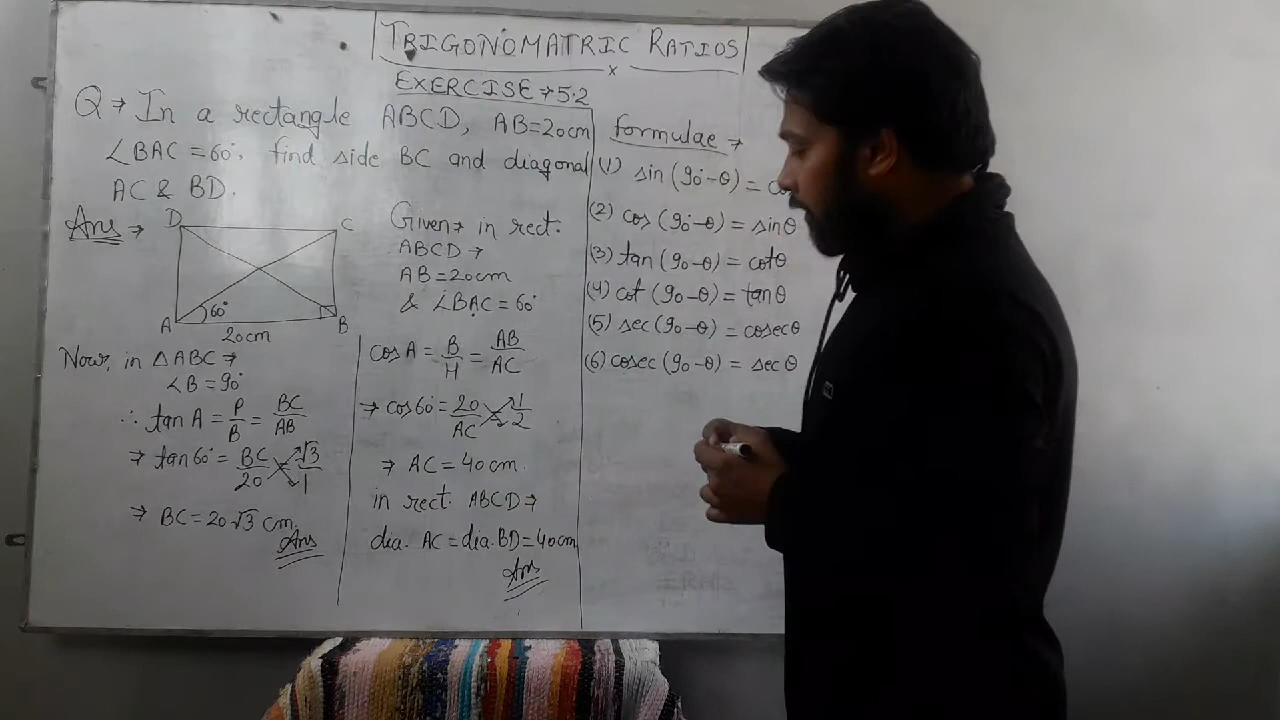 TRIGONOMATRIC RATIOS
EXERCISE → 5.2
Q → In a rectangle ABCD, AB=20cm
∠BAC = 60°, find side BC and diagonal
AC & BD.
Ans →
D
C
A
B
60°
20cm
Given → in rect.
ABCD →
AB=20cm
& ∠BAC = 60°
Now, in △ABC →
∠B = 90°
∴ tan A = P/B = BC/AB
⇒ tan 60° = BC/20 = √3/1
⇒ BC = 20√3 cm.
Ans
cos A = B/H = AB/AC
⇒ cos 60° = 20/AC = 1/2
⇒ AC = 40 cm.
in rect. ABCD →
dia. AC = dia. BD = 40cm
Ans
formulae →
(1) sin (90°-θ) = co
(2) cos (90°-θ) = sinθ
(3) tan (90-θ) = cotθ
(4) cot (90-θ) = tanθ
(5) sec (90-θ) = cosecθ
(6) cosec (90-θ) = secθ